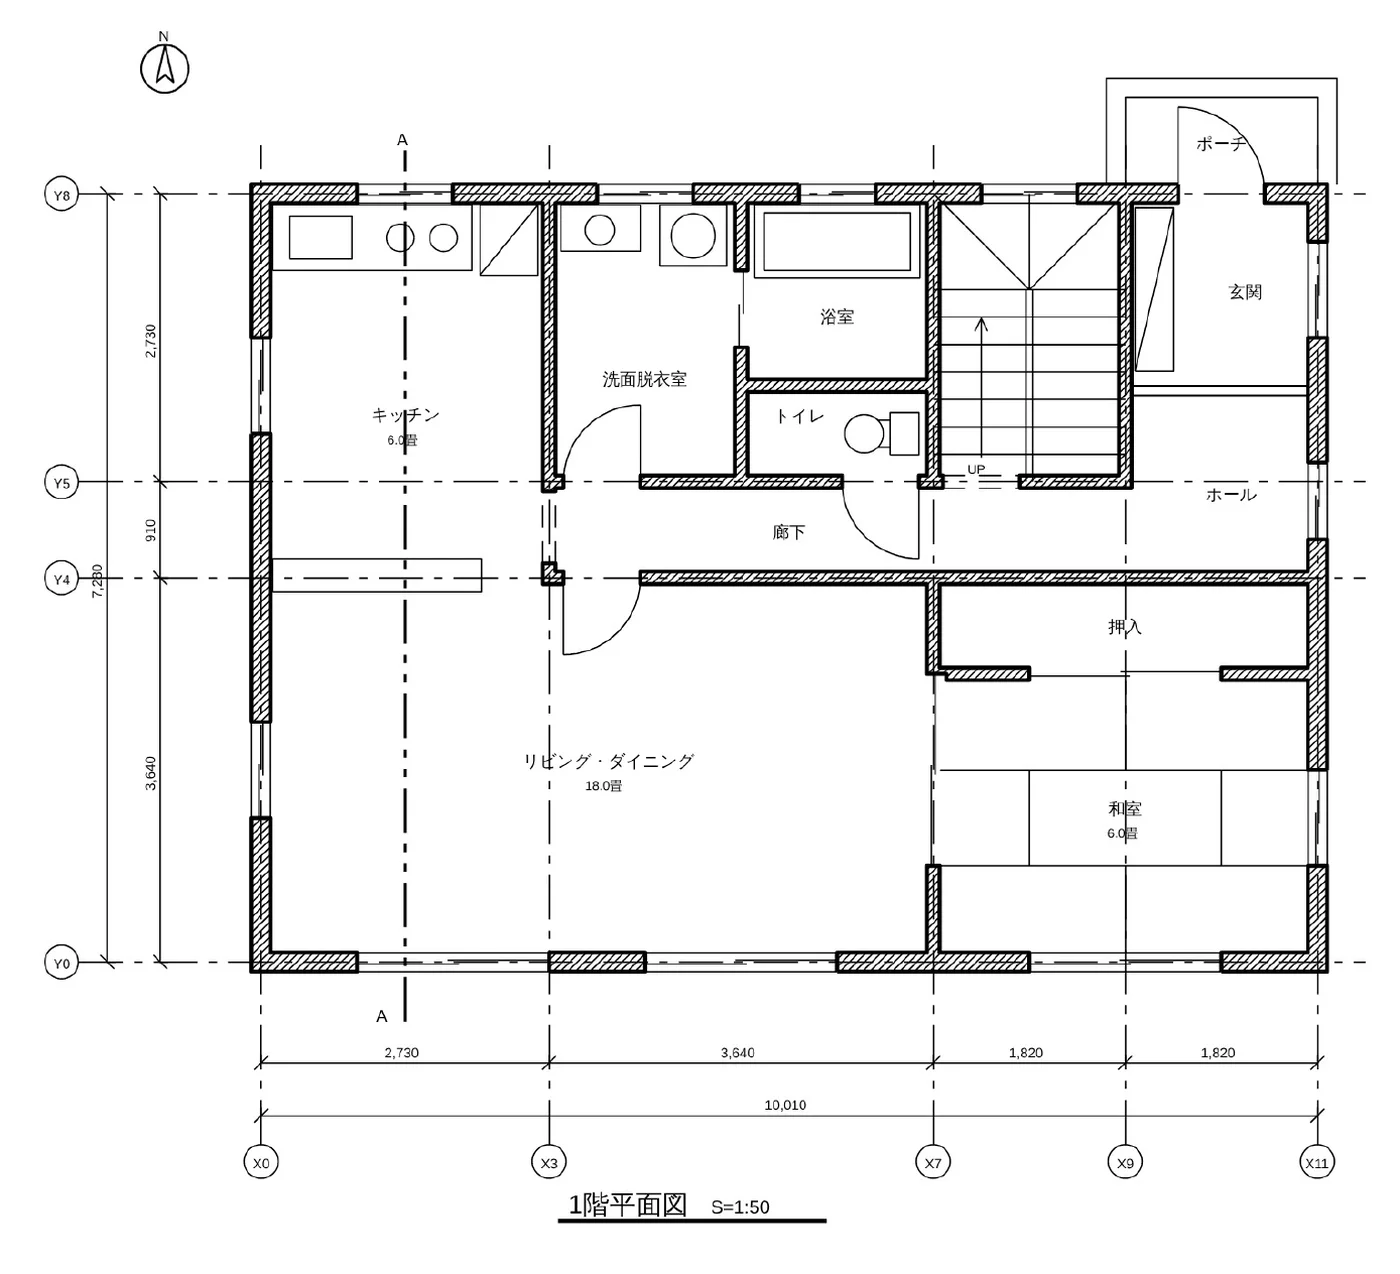 N
A
ポーチ
Y8
玄関
浴室
2,730
洗面脱衣室
キッチン
6.0畳
トイレ
UP
Y5
ホール
910
廊下
Y4
7,280
押入
リビング・ダイニング
18.0畳
3,640
和室
6.0畳
Y0
A
2,730
3,640
1,820
1,820
10,010
X0
X3
X7
X9
X11
1階平面図 S=1:50